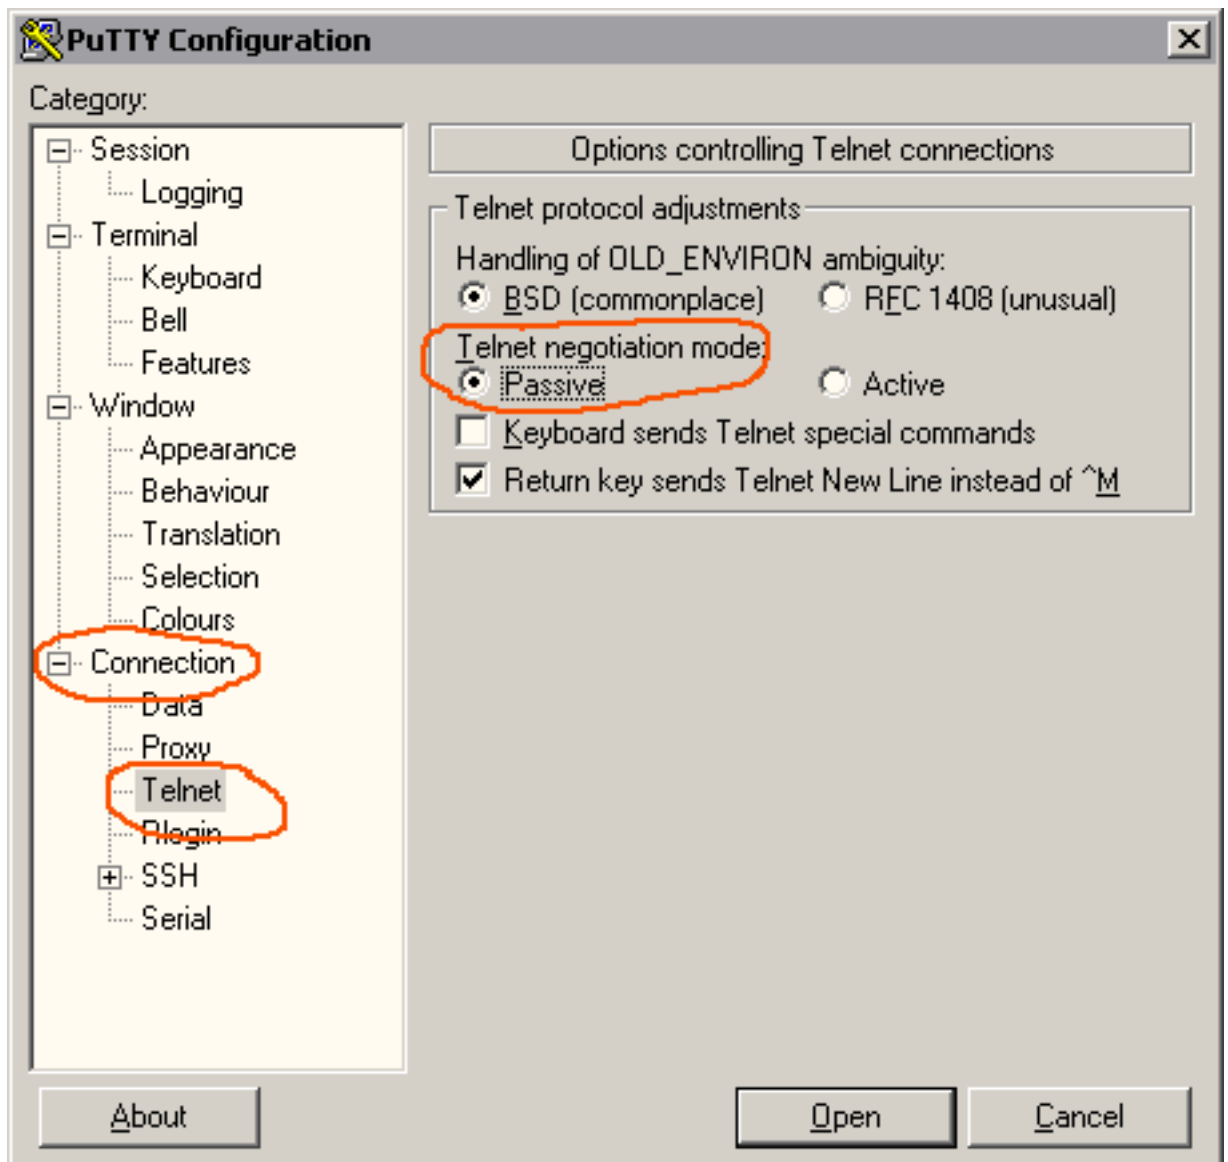 PuTTY Configuration
Category:
Session
Logging
Terminal
Keyboard
Bell
Features
Window
Appearance
Behaviour
Translation
Selection
Colours
Connection
Data
Proxy
Telnet
Rlogin
SSH
Serial
Options controlling Telnet connections
Telnet protocol adjustments
Handling of OLD_ENVIRON ambiguity:
BSD (commonplace) RFC 1408 (unusual)
Telnet negotiation mode:
Passive Active
Keyboard sends Telnet special commands
Return key sends Telnet New Line instead of ^M
About Open Cancel